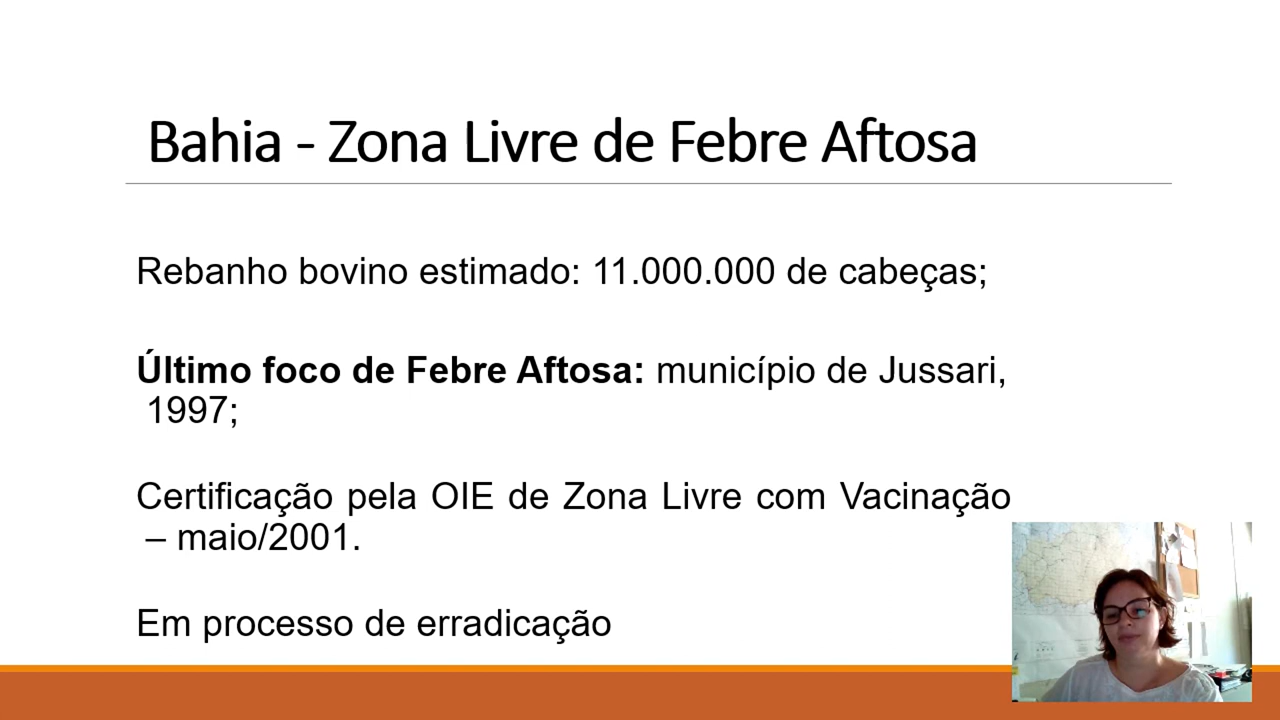 Bahia - Zona Livre de Febre Aftosa
Rebanho bovino estimado: 11.000.000 de cabeças;
Último foco de Febre Aftosa: município de Jussari,
1997;
Certificação pela OIE de Zona Livre com Vacinação
– maio/2001.
Em processo de erradicação